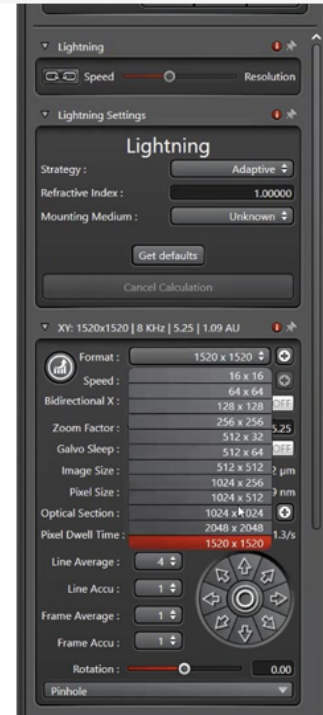 Lightning
Speed Resolution
Lightning Settings
Lightning
Strategy : Adaptive
Refractive Index : 1.00000
Mounting Medium : Unknown
Get defaults
Cancel Calculation
XY: 1520x1520 | 8 KHz | 5.25 | 1.09 AU
Format : 1520 x 1520
Speed : 16 x 16
64 x 64
Bidirectional X : 128 x 128 OFF
Zoom Factor : 256 x 256 5.25
512 x 32
Galvo Sleep : 512 x 64 OFF
Image Size : 512 x 512 µm
1024 x 256
Pixel Size : 1024 x 512 nm
Optical Section : 1024 x 1024
2048 x 2048
Pixel Dwell Time : 1520 x 1520 1.3/s
Line Average : 4
Line Accu : 1
Frame Average : 1
Frame Accu : 1
Rotation : 0.00
Pinhole